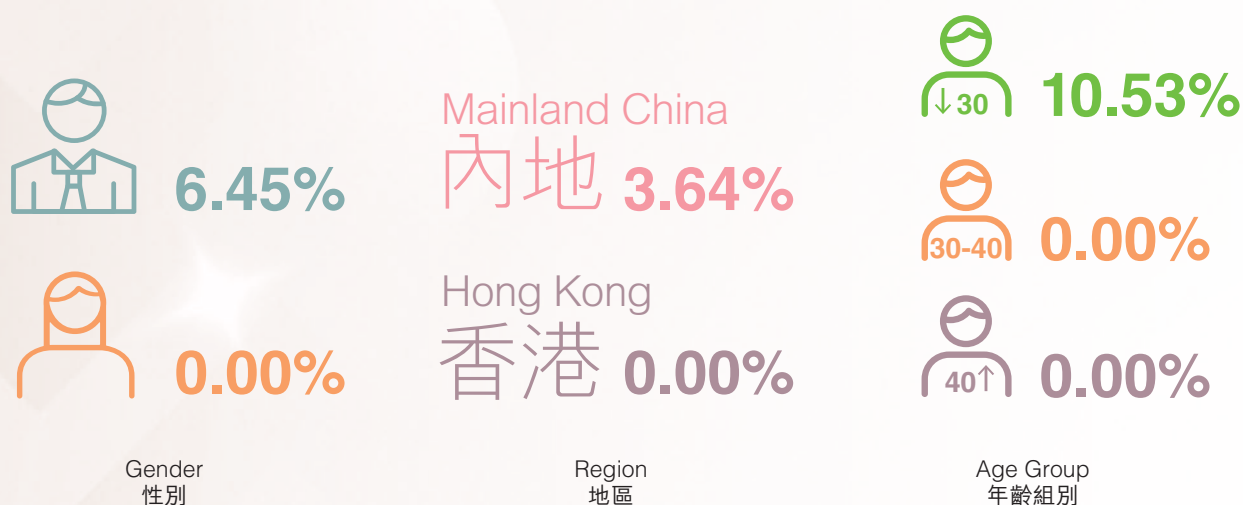 6.45%
0.00%
Gender
性別
Mainland China
內地 3.64%
Hong Kong
香港 0.00%
Region
地區
↓30 10.53%
30-40 0.00%
40↑ 0.00%
Age Group
年齡組別